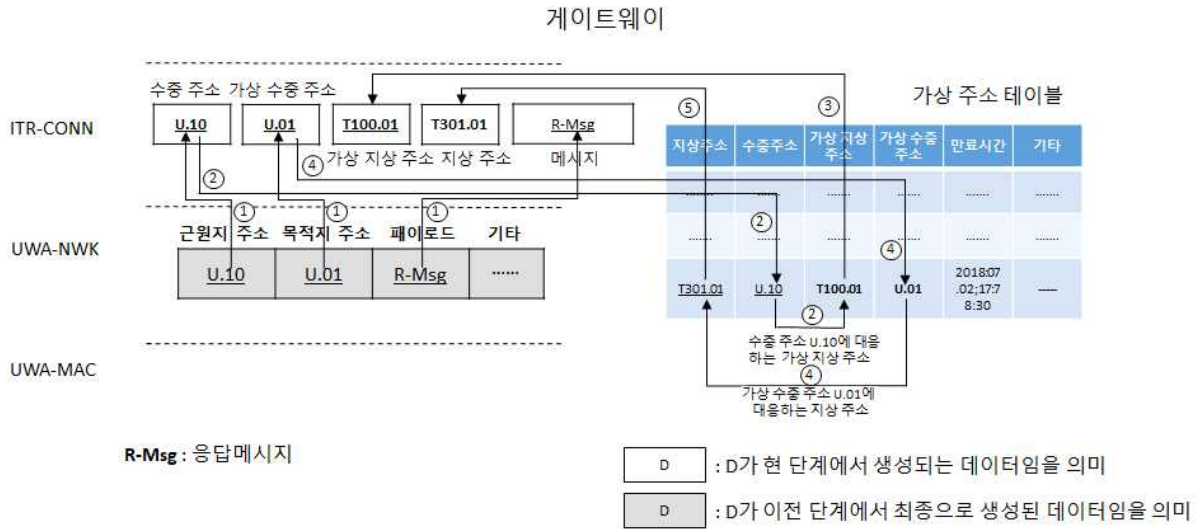 게이트웨이
수중 주소 가상 수중 주소
ITR-CONN
U.10 U.01 T100.01 T301.01 R-Msg
가상 지상 주소 지상 주소 메시지
① ① ①
② ④
UWA-NWK
근원지 주소 목적지 주소 패이로드 기타
U.10 U.01 R-Msg ......
UWA-MAC
가상 주소 테이블
⑤ ③
지상주소 수중주소 가상 지상 주소 가상 수중 주소 만료시간 기타
....... ....... ....... ....... ....... .......
....... ....... ....... ....... ....... .......
② ④
T301.01 U.10 T100.01 U.01 2018:07 -----
.02;17:7
8:30
②
수중 주소 U.10에 대응
하는 가상 지상 주소
④
가상 수중 주소 U.01에
대응하는 지상 주소
R-Msg : 응답메시지
D : D가 현 단계에서 생성되는 데이터임을 의미
D : D가 이전 단계에서 최종으로 생성된 데이터임을 의미